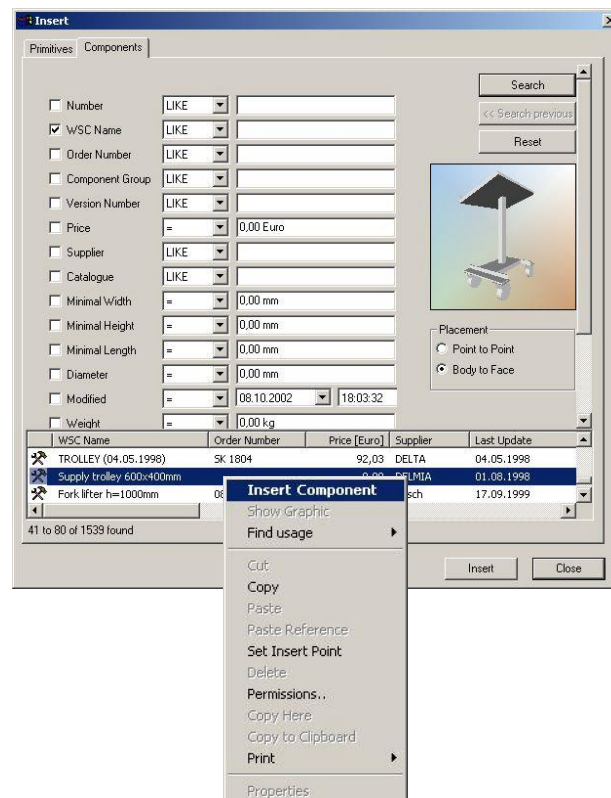 Insert
Primitives Components
Search
Number LIKE
<< Search previous
WSC Name LIKE
Reset
Order Number LIKE
Component Group LIKE
Version Number LIKE
Price = 0,00 Euro
Supplier LIKE
Catalogue LIKE
Minimal Width = 0,00 mm
Placement
Minimal Height = 0,00 mm
Point to Point
Minimal Length = 0,00 mm
Body to Face
Diameter = 0,00 mm
Modified = 08.10.2002 18:03:32
Weight = 0,00 kg
WSC Name Order Number Price [Euro] Supplier Last Update
TROLLEY (04.05.1998) SK 1804 92,03 DELTA 04.05.1998
Supply trolley 600x400mm 0,00 DELMIA 01.08.1998
Fork lifter h=1000mm 17.09.1999
41 to 80 of 1539 found
Insert Close
Insert Component
Show Graphic
Find usage
Cut
Copy
Paste
Paste Reference
Set Insert Point
Delete
Permissions..
Copy Here
Copy to Clipboard
Print
Properties